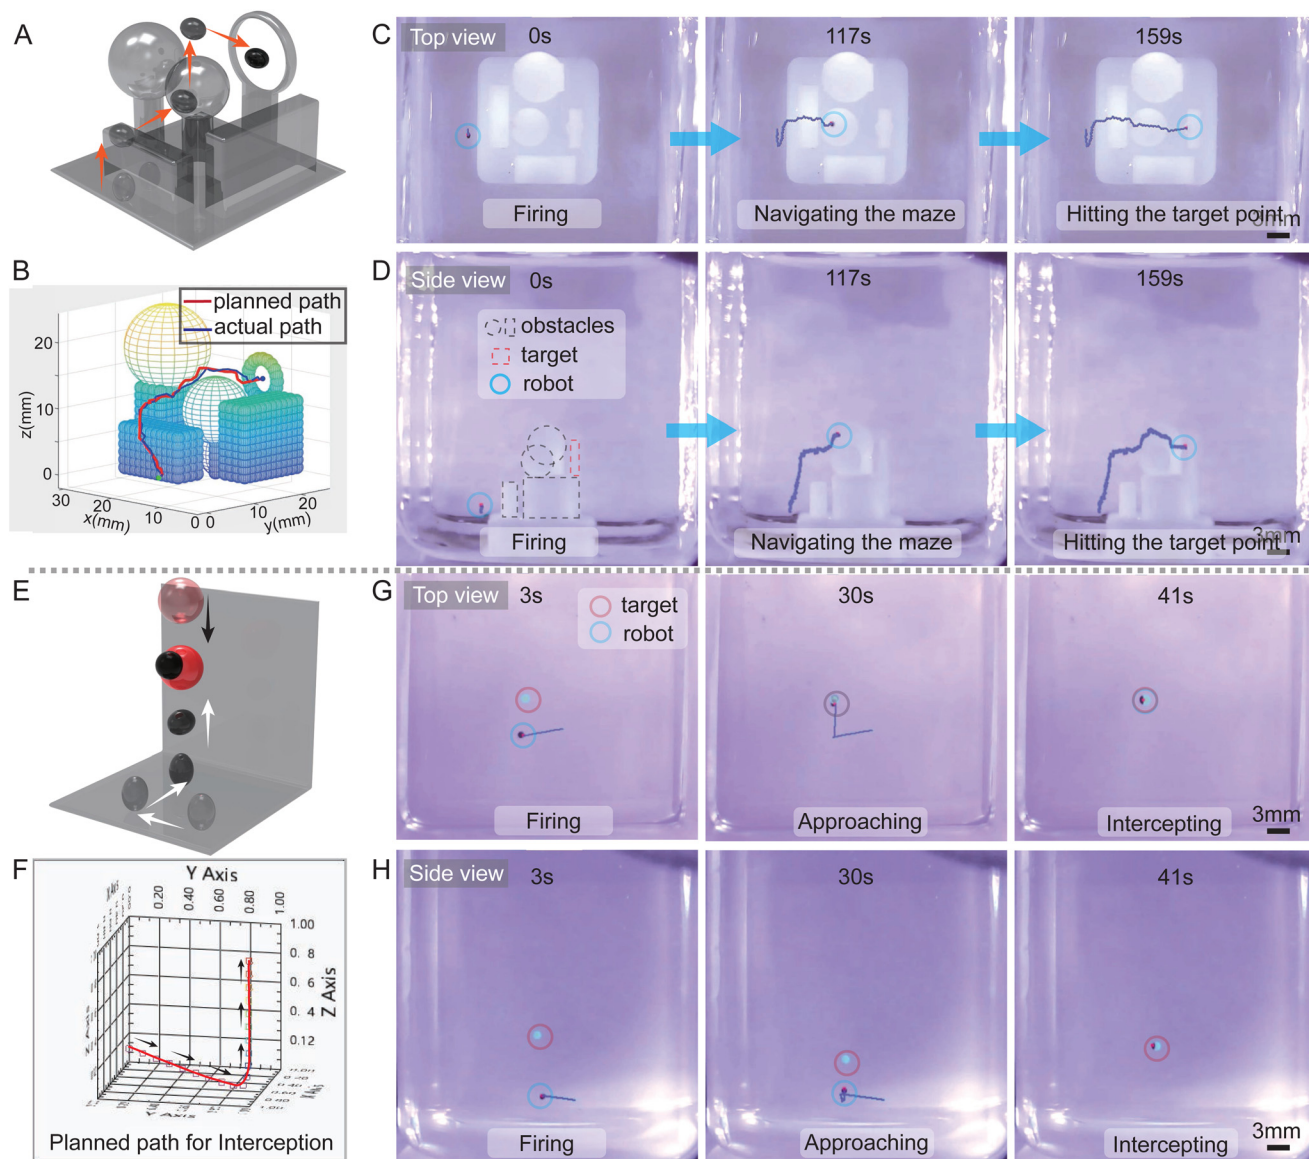 A
B
planned path
actual path
20
10
0
z(mm)
30
20
10
0
x(mm)
0
10
20
y(mm)
C
Top view
0s
117s
159s
Firing
Navigating the maze
Hitting the target point
3mm
D
Side view
0s
117s
159s
obstacles
target
robot
Firing
Navigating the maze
Hitting the target point
3mm
E
F
Y Axis
0.20
0.40
0.60
0.80
1.00
1.00
0. 8
0. 6
0. 4
0.12
Z Axis
Y Axis
Planned path for Interception
G
Top view
3s
30s
41s
target
robot
Firing
Approaching
Intercepting
3mm
H
Side view
3s
30s
41s
Firing
Approaching
Intercepting
3mm